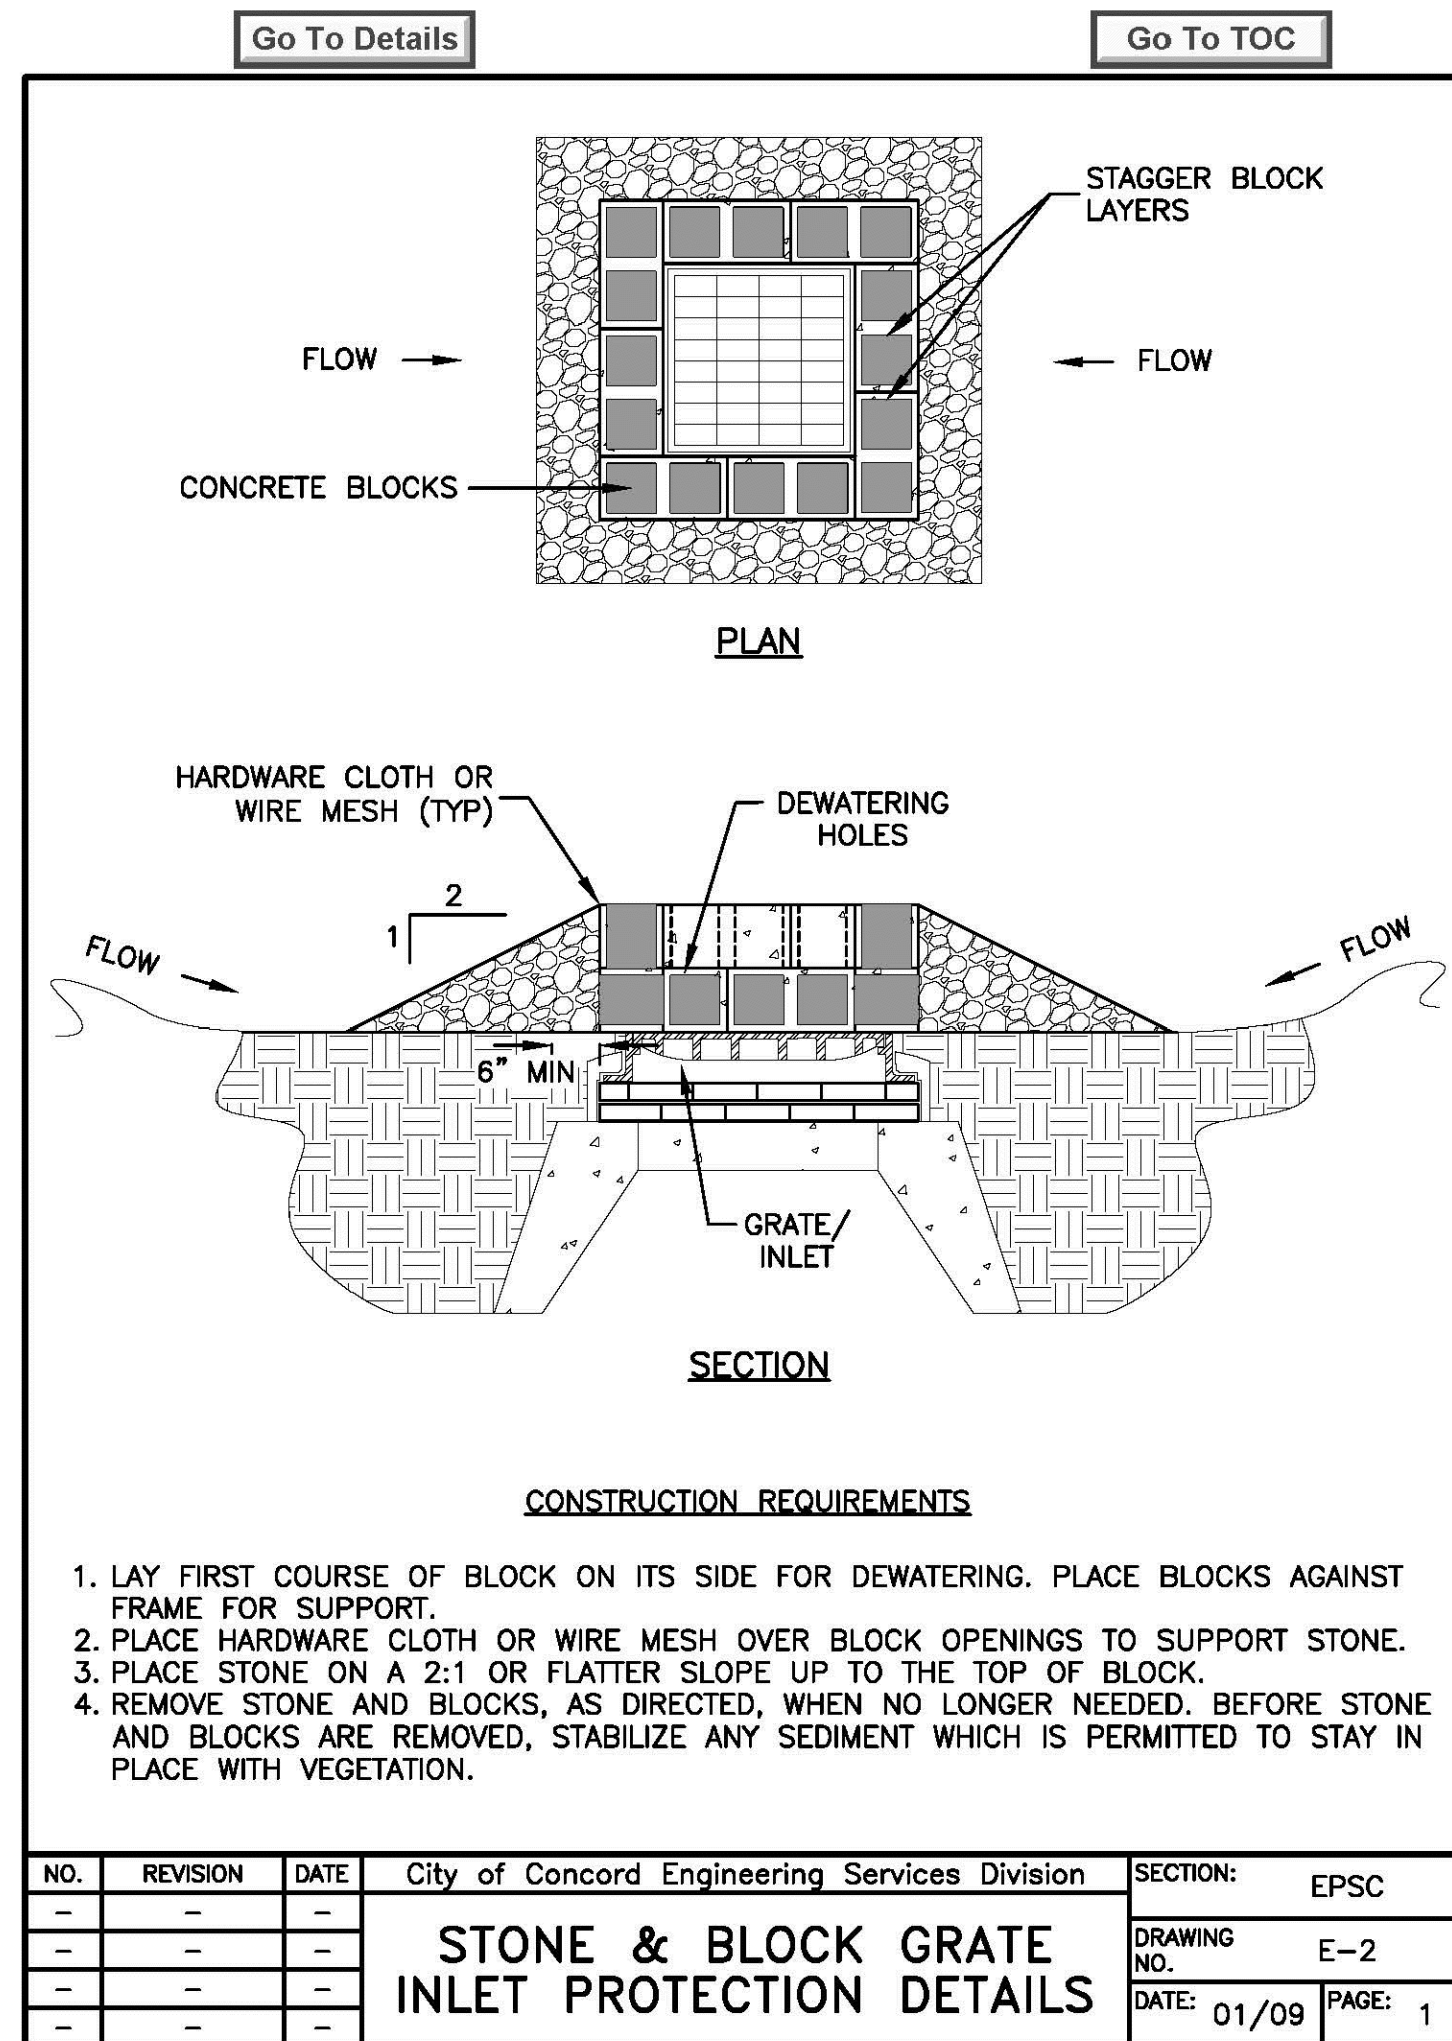 Go To Details
Go To TOC
STAGGER BLOCK
LAYERS
FLOW
FLOW
CONCRETE BLOCKS
PLAN
HARDWARE CLOTH OR
WIRE MESH (TYP)
DEWATERING
HOLES
2
1
FLOW
FLOW
6" MIN
GRATE/
INLET
SECTION
CONSTRUCTION REQUIREMENTS
1. LAY FIRST COURSE OF BLOCK ON ITS SIDE FOR DEWATERING. PLACE BLOCKS AGAINST
FRAME FOR SUPPORT.
2. PLACE HARDWARE CLOTH OR WIRE MESH OVER BLOCK OPENINGS TO SUPPORT STONE.
3. PLACE STONE ON A 2:1 OR FLATTER SLOPE UP TO THE TOP OF BLOCK.
4. REMOVE STONE AND BLOCKS, AS DIRECTED, WHEN NO LONGER NEEDED. BEFORE STONE
AND BLOCKS ARE REMOVED, STABILIZE ANY SEDIMENT WHICH IS PERMITTED TO STAY IN
PLACE WITH VEGETATION.
NO. REVISION DATE
- - -
- - -
- - -
- - -
City of Concord Engineering Services Division
STONE & BLOCK GRATE
INLET PROTECTION DETAILS
SECTION: EPSC
DRAWING
NO. E-2
DATE: 01/09 PAGE: 1